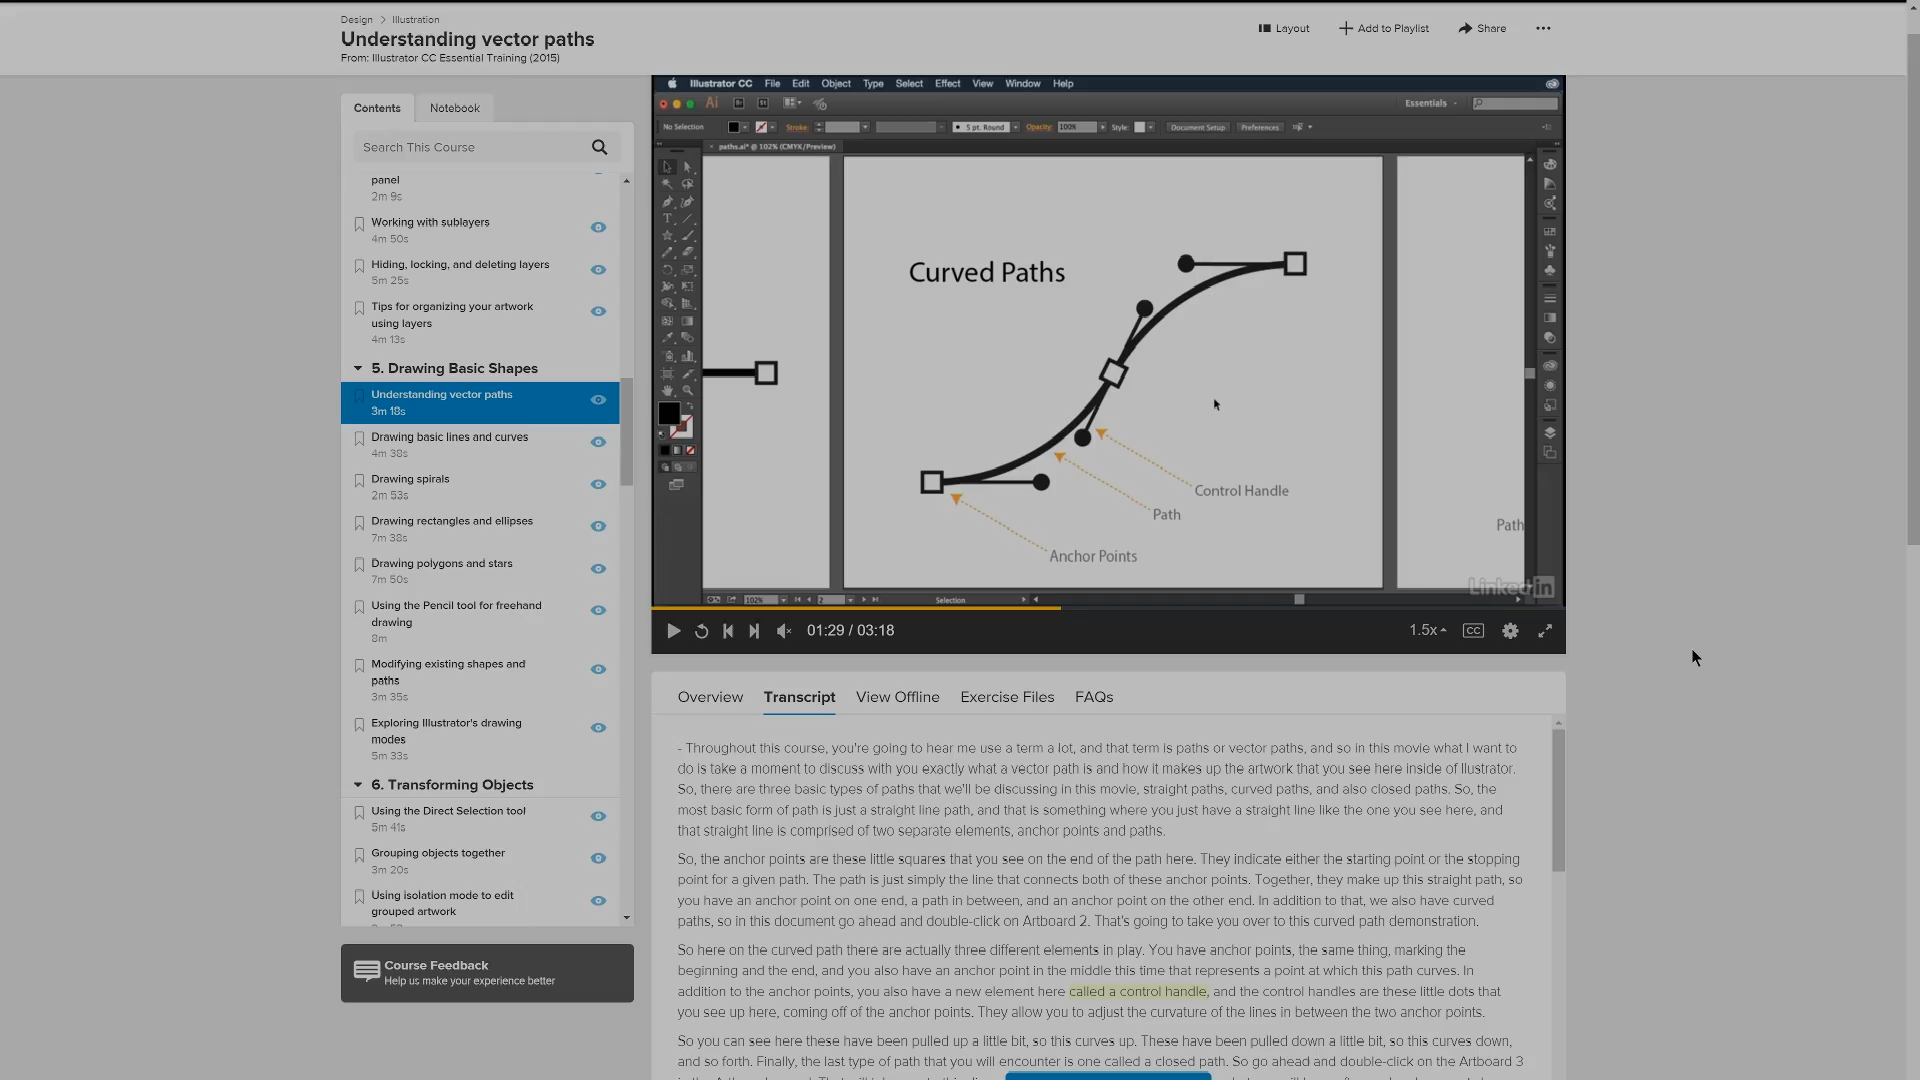 Design > Illustration
Understanding vector paths
From: Illustrator CC Essential Training (2015)
Layout
Add to Playlist
Share
Contents
Notebook
Search This Course
panel
2m 9s
Working with sublayers
4m 50s
Hiding, locking, and deleting layers
5m 25s
Tips for organizing your artwork
using layers
4m 13s
5. Drawing Basic Shapes
Understanding vector paths
3m 18s
Drawing basic lines and curves
4m 38s
Drawing spirals
2m 53s
Drawing rectangles and ellipses
7m 38s
Drawing polygons and stars
7m 50s
Using the Pencil tool for freehand
drawing
8m
Modifying existing shapes and
paths
3m 35s
Exploring Illustrator's drawing
modes
5m 33s
6. Transforming Objects
Using the Direct Selection tool
5m 41s
Grouping objects together
3m 20s
Using isolation mode to edit
grouped artwork
Course Feedback
Help us make your experience better
Illustrator CC File Edit Object Type Select Effect View Window Help
Ai Br St Essentials
No Selection Stroke: 5 pt. Round Opacity: 100% Style: Document Setup Preferences
× paths.ai* @ 102% (CMYK/Preview)
Curved Paths
Control Handle
Path
Anchor Points
Path
LinkedIn
102% 2 Selection
01:29 / 03:18
1.5x
CC
Overview
Transcript
View Offline
Exercise Files
FAQs
- Throughout this course, you're going to hear me use a term a lot, and that term is paths or vector paths, and so in this movie what I want to
do is take a moment to discuss with you exactly what a vector path is and how it makes up the artwork that you see here inside of Ilustrator.
So, there are three basic types of paths that we'll be discussing in this movie, straight paths, curved paths, and also closed paths. So, the
most basic form of path is just a straight line path, and that is something where you just have a straight line like the one you see here, and
that straight line is comprised of two separate elements, anchor points and paths.
So, the anchor points are these little squares that you see on the end of the path here. They indicate either the starting point or the stopping
point for a given path. The path is just simply the line that connects both of these anchor points. Together, they make up this straight path, so
you have an anchor point on one end, a path in between, and an anchor point on the other end. In addition to that, we also have curved
paths, so in this document go ahead and double-click on Artboard 2. That's going to take you over to this curved path demonstration.
So here on the curved path there are actually three different elements in play. You have anchor points, the same thing, marking the
beginning and the end, and you also have an anchor point in the middle this time that represents a point at which this path curves. In
addition to the anchor points, you also have a new element here called a control handle, and the control handles are these little dots that
you see up here, coming off of the anchor points. They allow you to adjust the curvature of the lines in between the two anchor points.
So you can see here these have been pulled up a little bit, so this curves up. These have been pulled down a little bit, so this curves down,
and so forth. Finally, the last type of path that you will encounter is one called a closed path. So go ahead and double-click on the Artboard 3